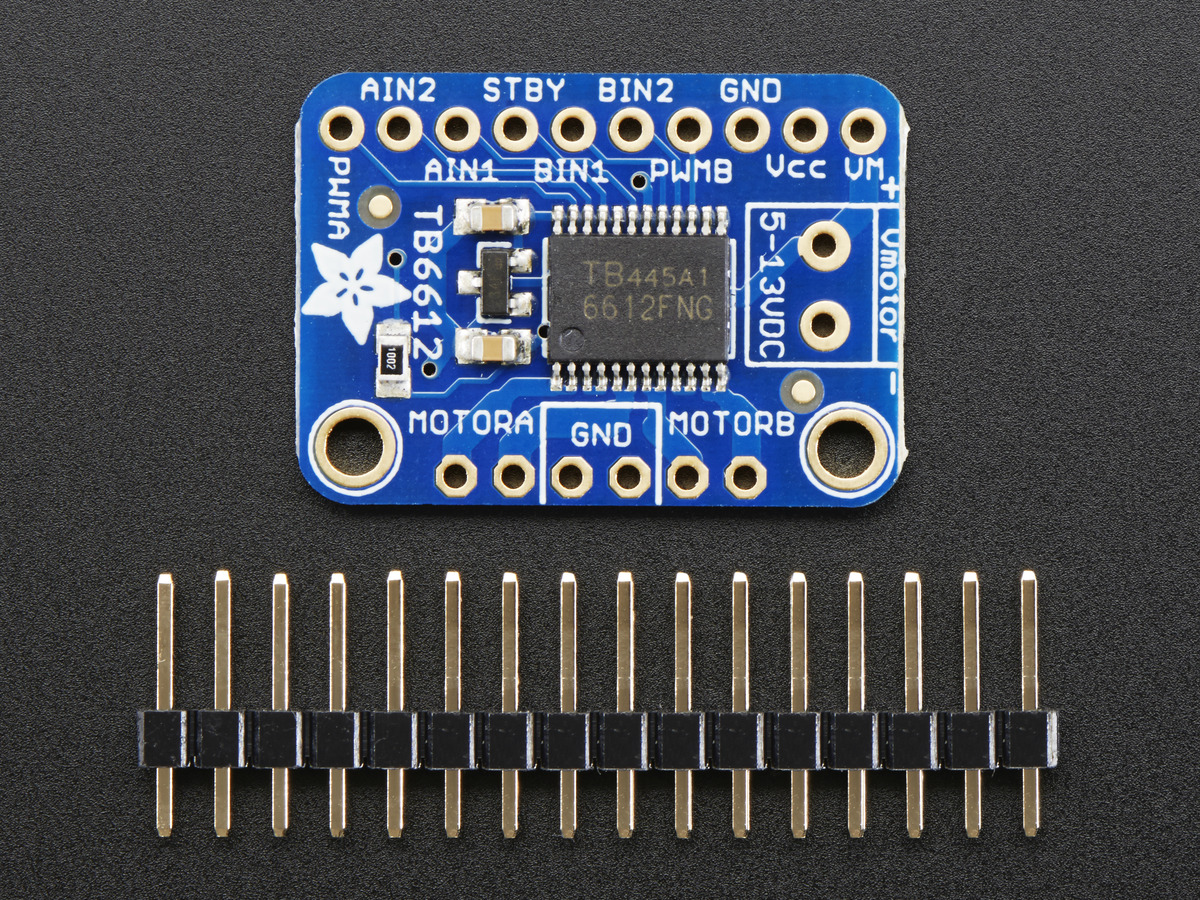 AIN2 STBY BIN2 GND
AIN1 BIN1 PWMB Vcc VM
PWMA
TB6612
TB445A1
6612FNG
5-13VDC
+
Vmotor
-
1002
MOTORA
GND
MOTORB